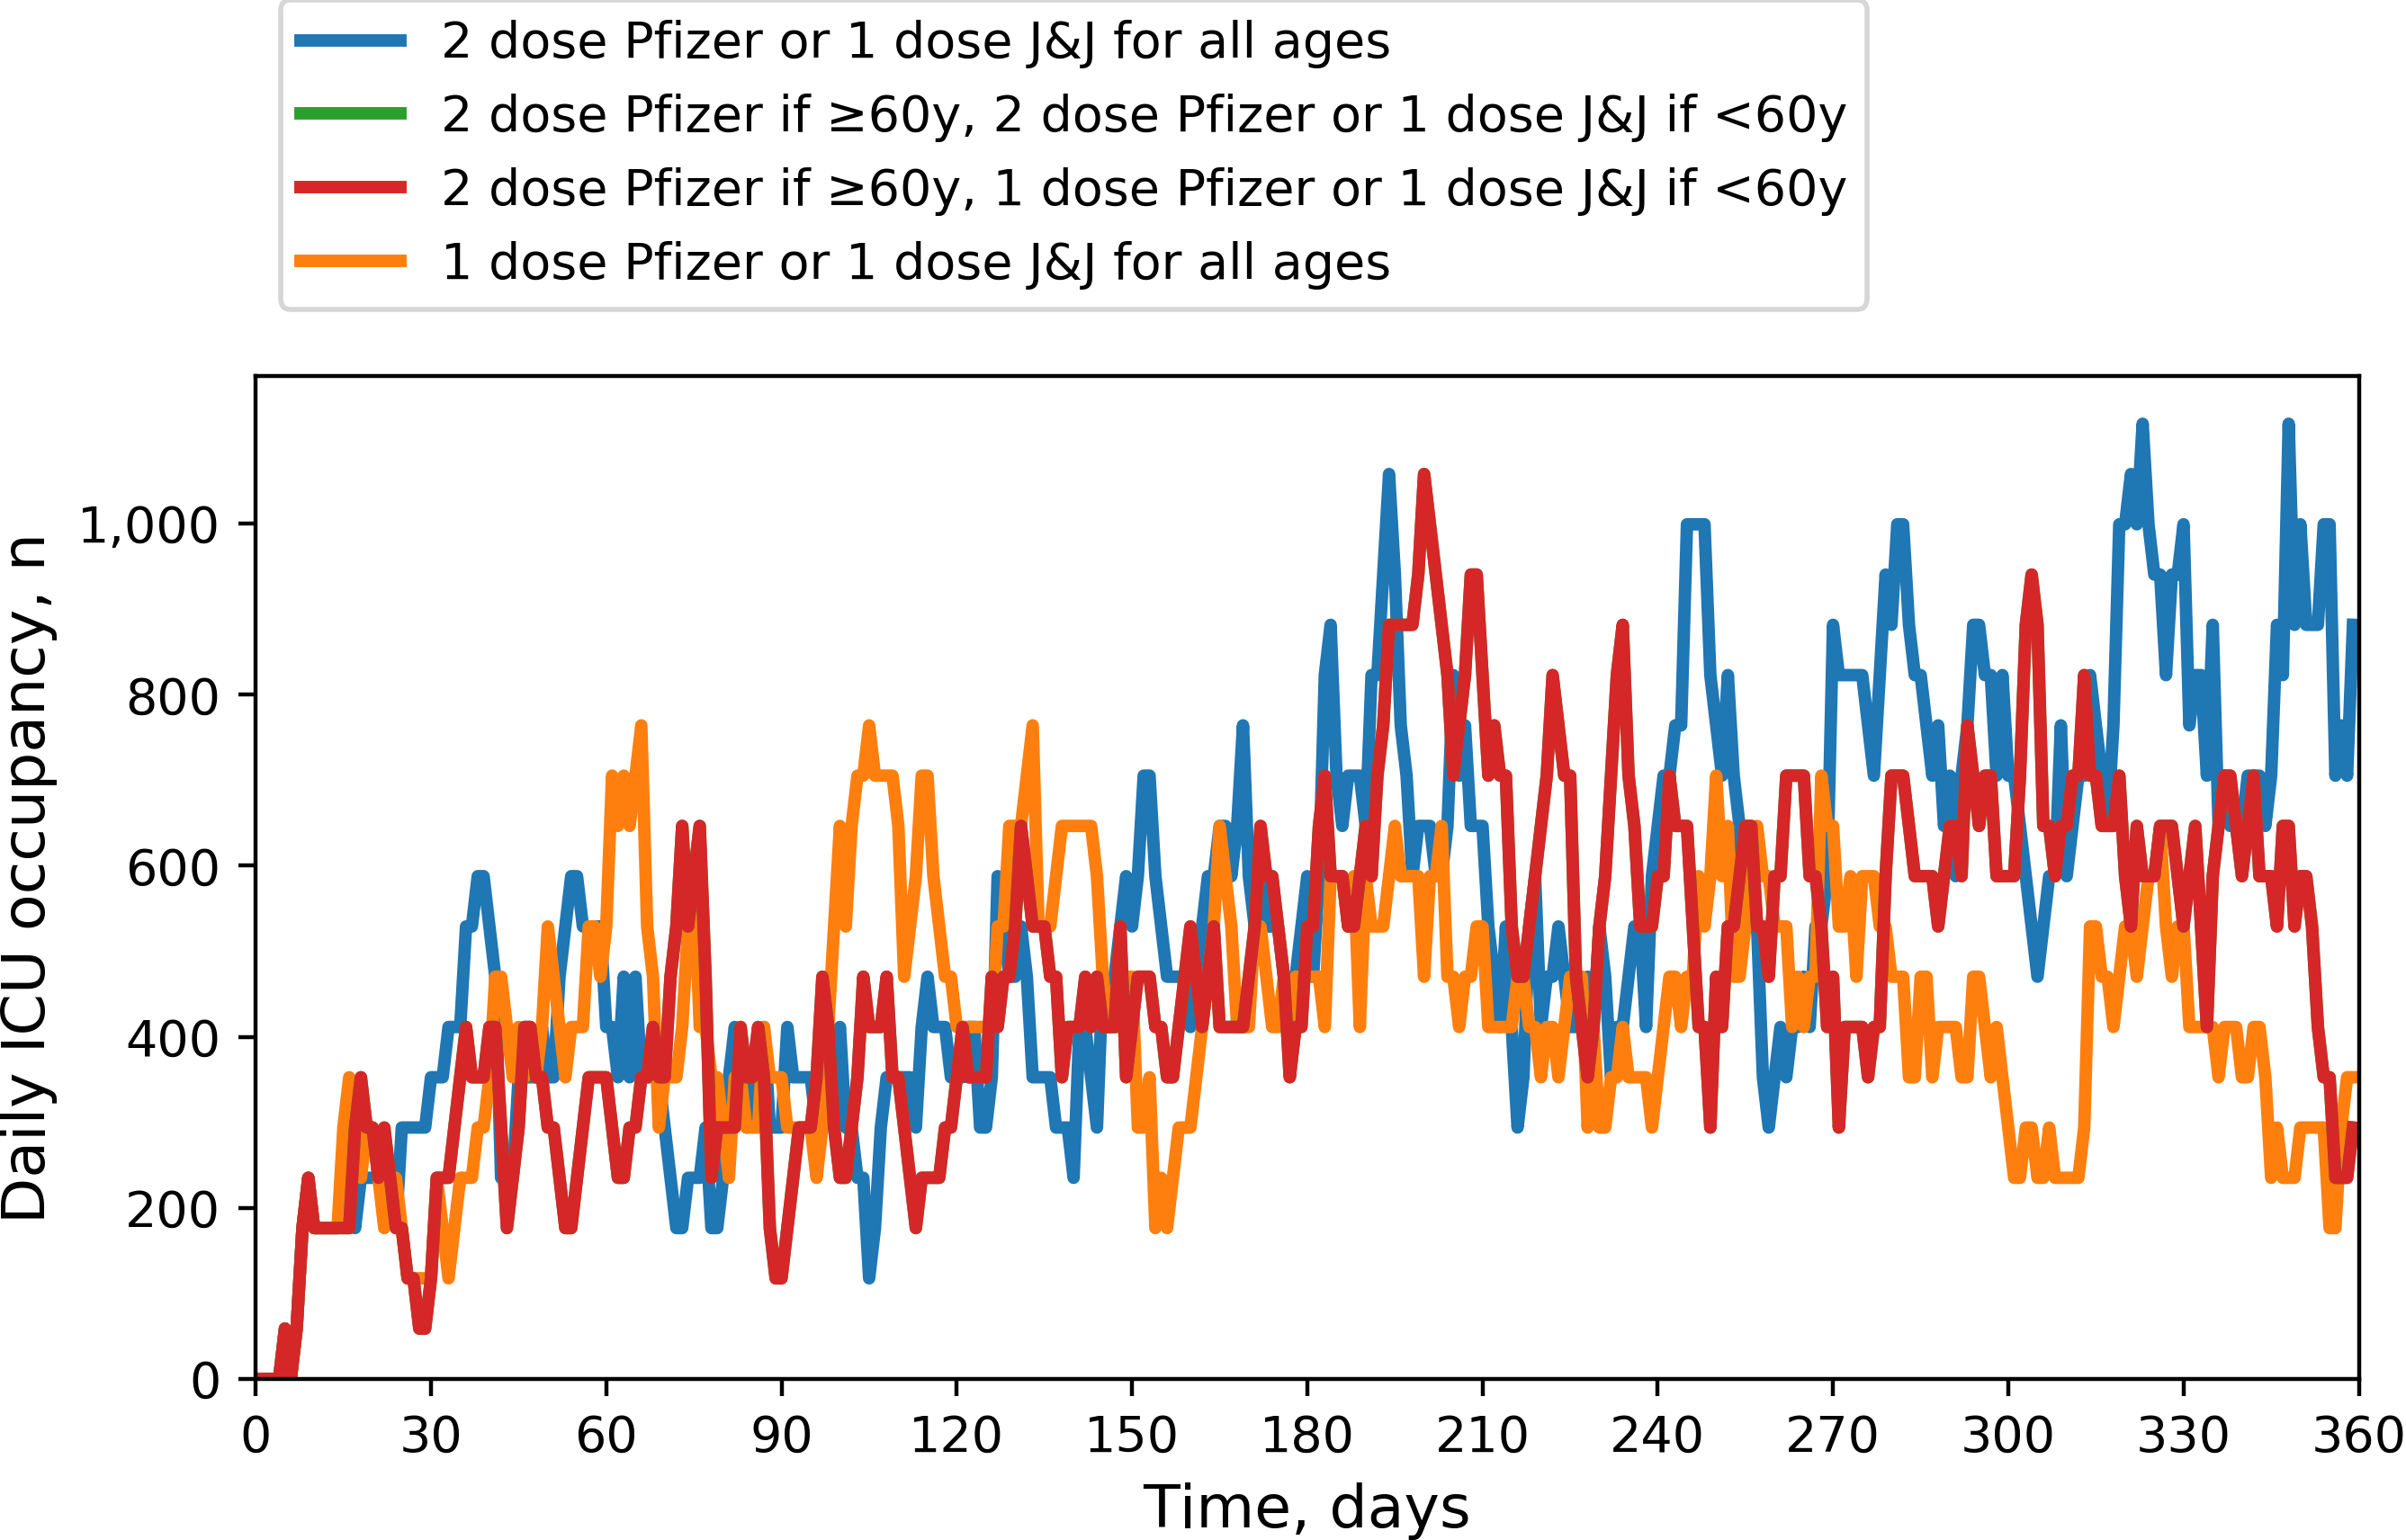 2 dose Pfizer or 1 dose J&J for all ages
2 dose Pfizer if ≥60y, 2 dose Pfizer or 1 dose J&J if <60y
2 dose Pfizer if ≥60y, 1 dose Pfizer or 1 dose J&J if <60y
1 dose Pfizer or 1 dose J&J for all ages
Daily ICU occupancy, n
1,000
800
600
400
200
0
0 30 60 90 120 150 180 210 240 270 300 330 360
Time, days